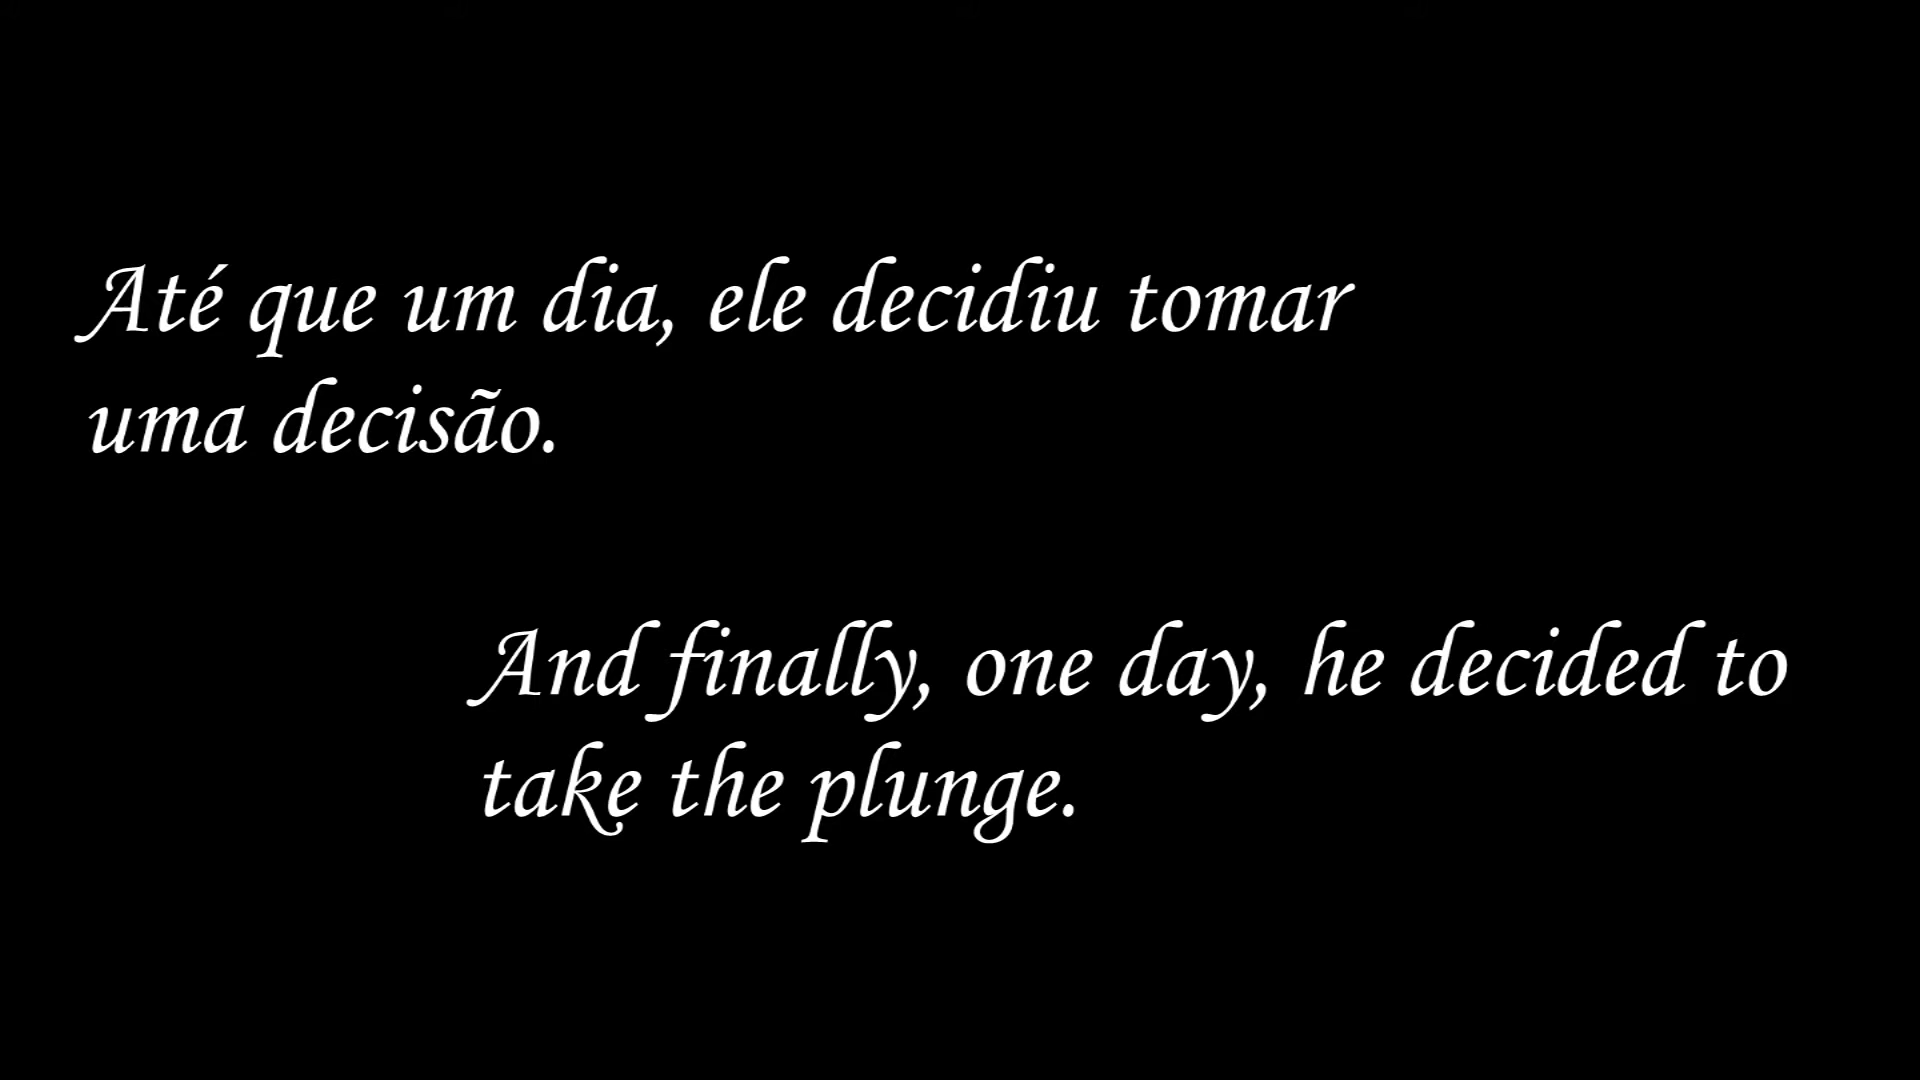 Até que um dia, ele decidiu tomar
uma decisão.
And finally, one day, he decided to
take the plunge.